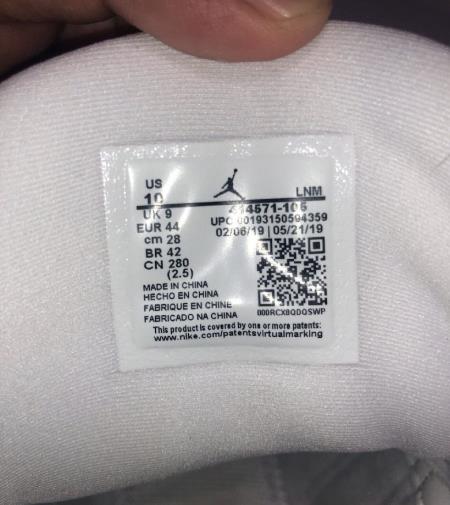 US
10
LNM
UK 9
414571-105
EUR 44
UPC 00193150594359
cm 28
02/06/19 | 05/21/19
BR 42
CN 280
(2.5)
MADE IN CHINA
HECHO EN CHINA
FABRIQUE EN CHINE
FABRICADO NA CHINA
000RCX8QDQSWP
This product is covered by one or more patents:
www.nike.com/patentsvirtualmarking